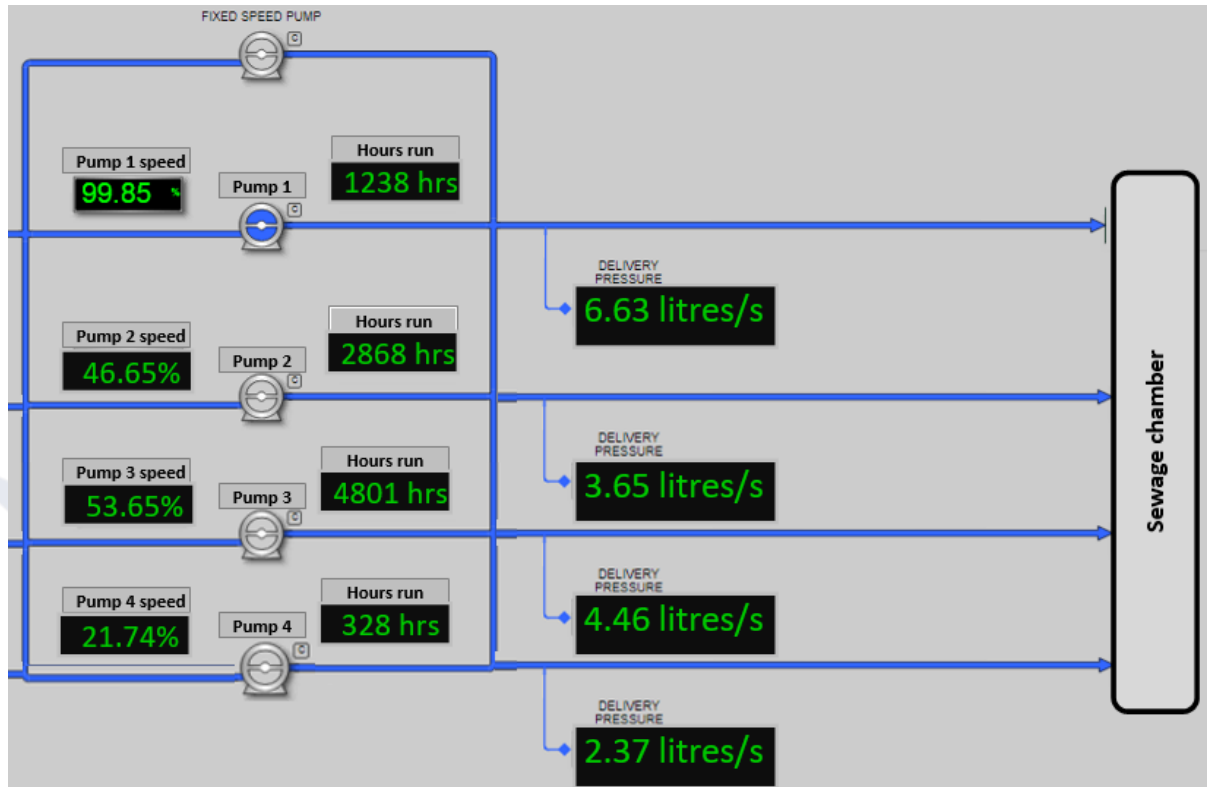 FIXED SPEED PUMP
C
Hours run
Pump 1 speed
1238 hrs
99.85 %
Pump 1
C
DELIVERY
PRESSURE
6.63 litres/s
Hours run
Pump 2 speed
2868 hrs
46.65%
Pump 2
C
DELIVERY
PRESSURE
3.65 litres/s
Hours run
Pump 3 speed
4801 hrs
53.65%
Pump 3
C
DELIVERY
PRESSURE
4.46 litres/s
Hours run
Pump 4 speed
328 hrs
21.74%
Pump 4
C
DELIVERY
PRESSURE
2.37 litres/s
Sewage chamber